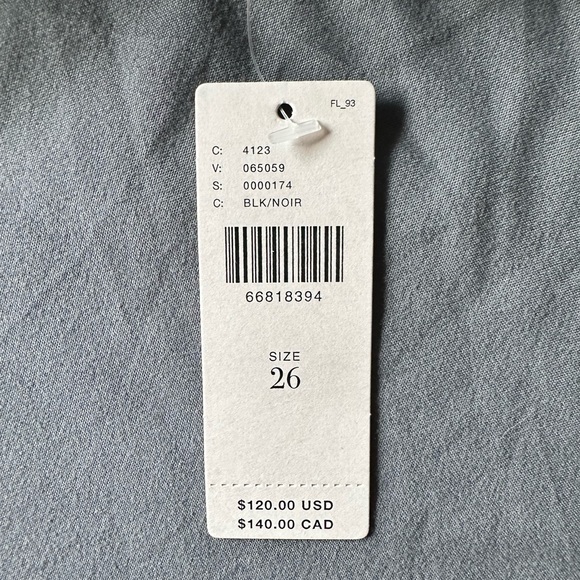 FL_93
C: 4123
V: 065059
S: 0000174
C: BLK/NOIR
66818394
SIZE
26
$120.00 USD
$140.00 CAD